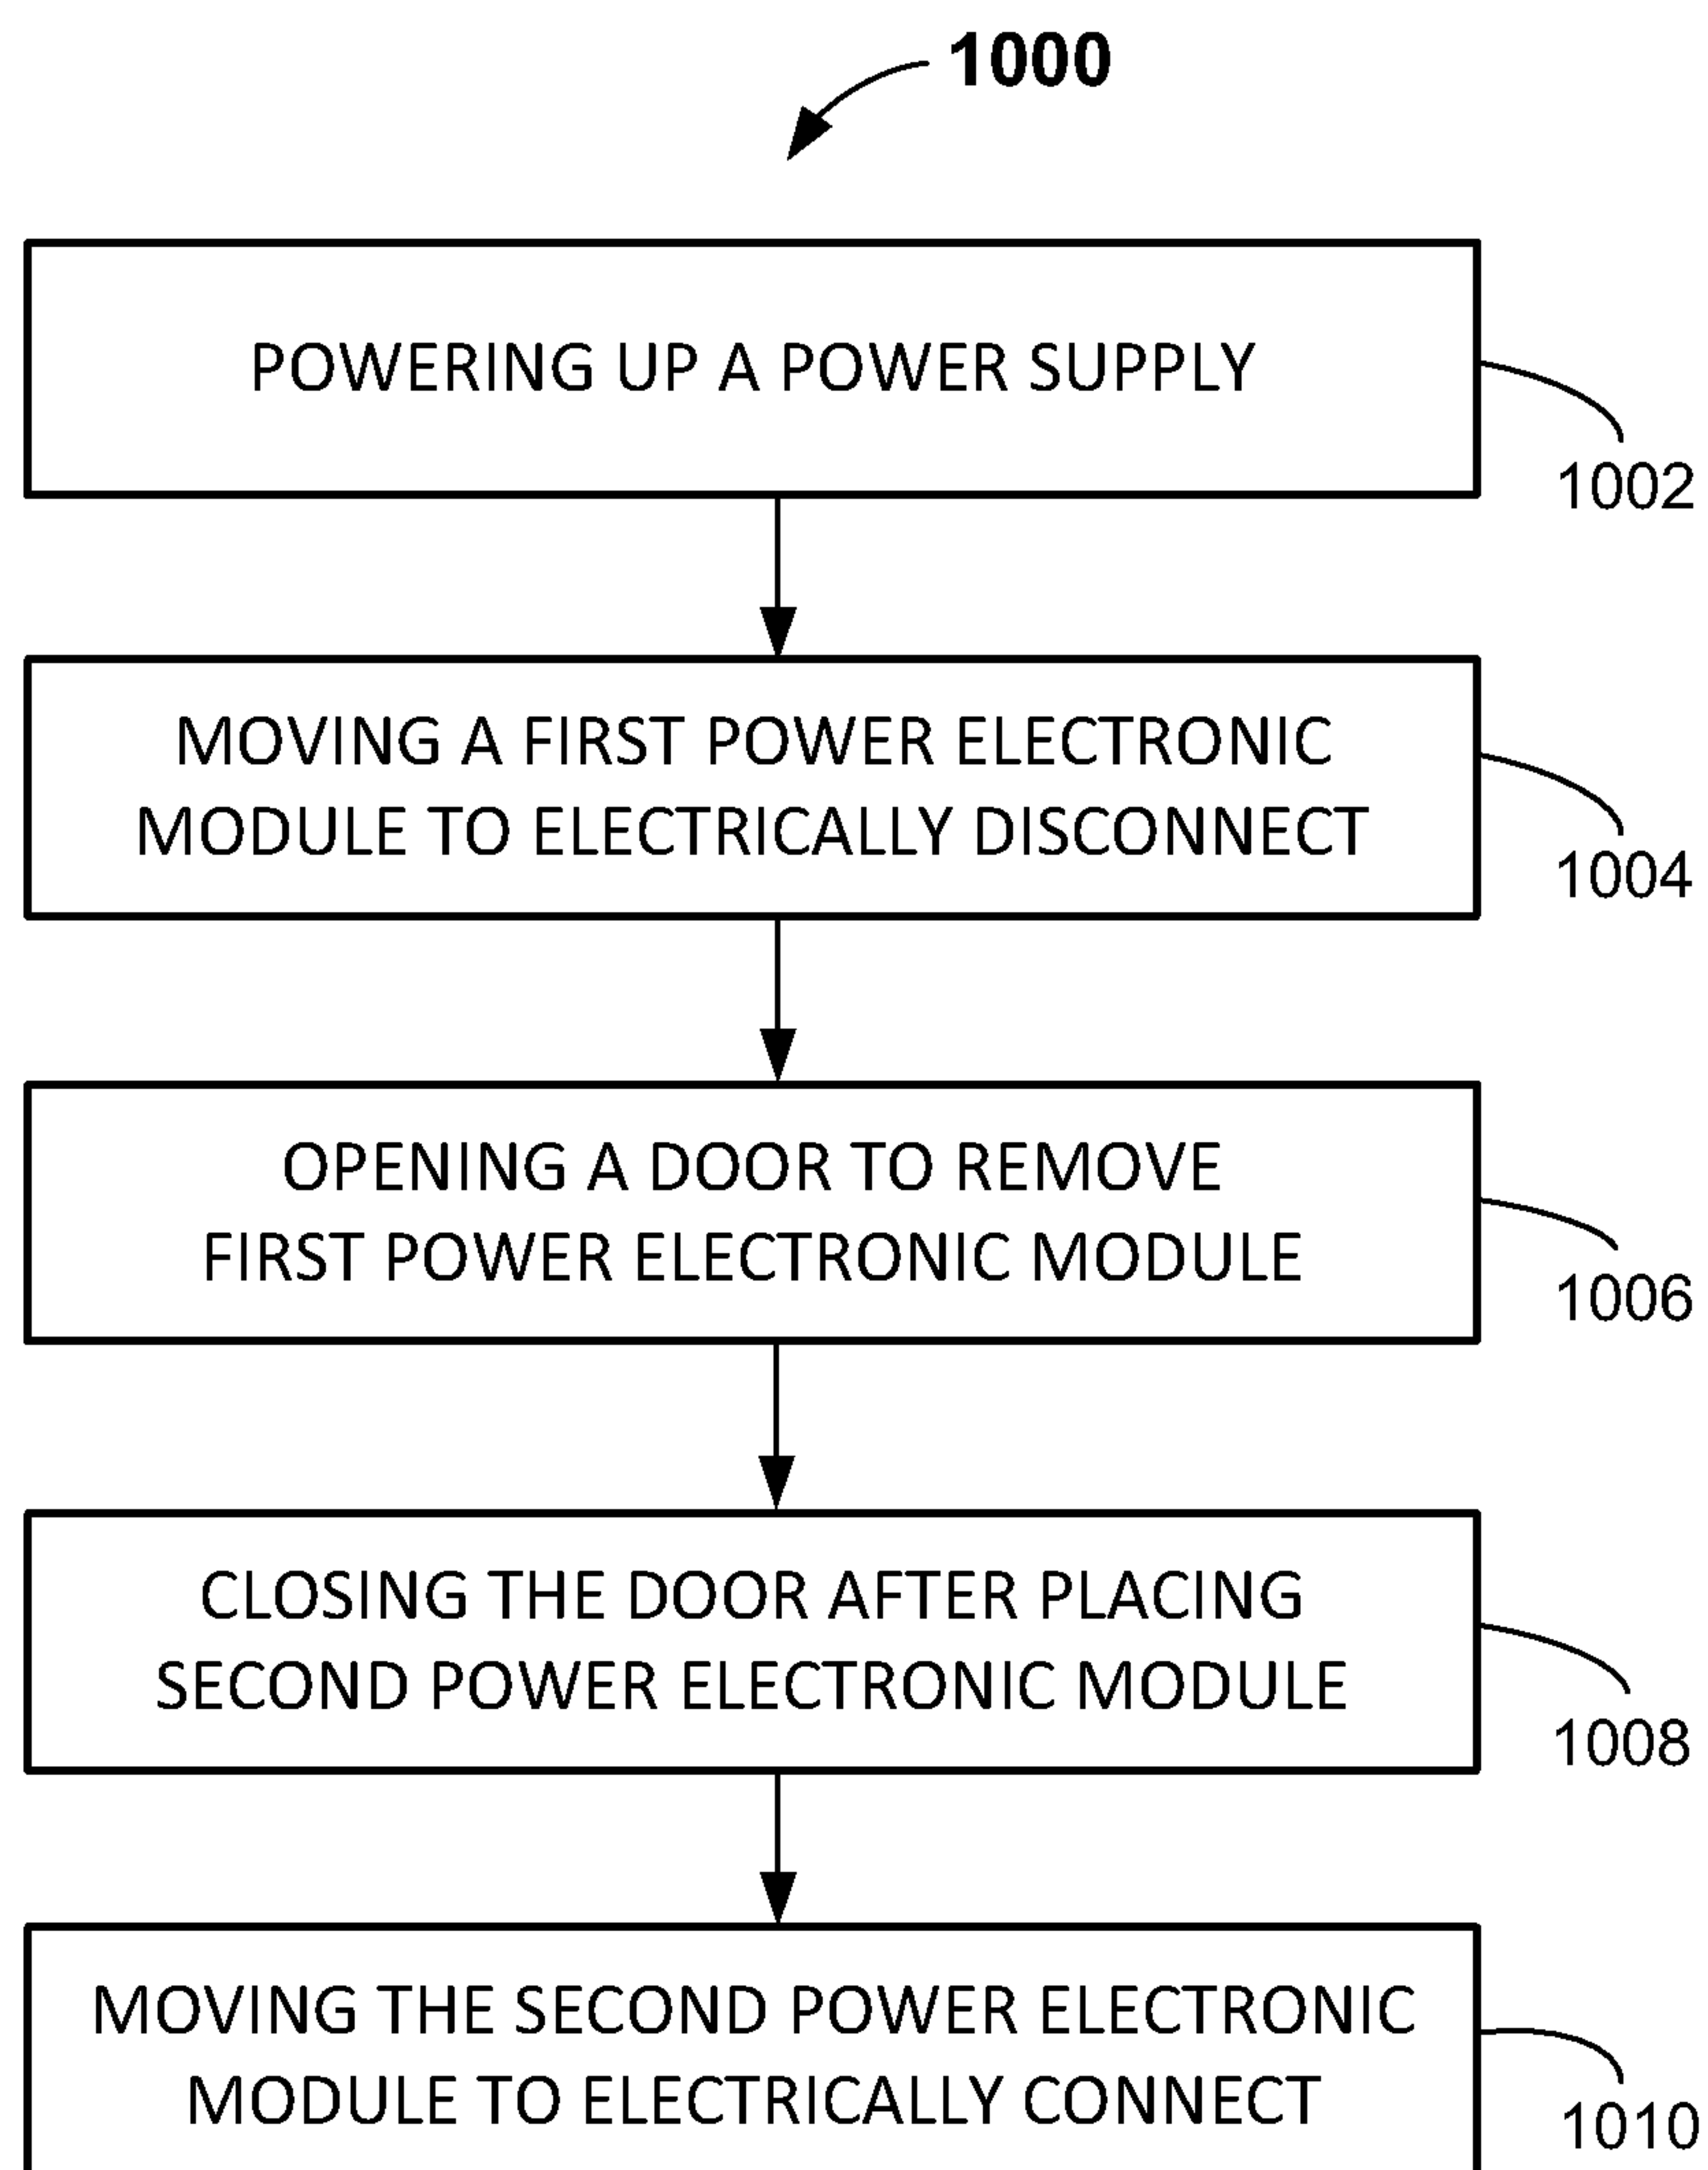 1000
POWERING UP A POWER SUPPLY
1002
MOVING A FIRST POWER ELECTRONIC
MODULE TO ELECTRICALLY DISCONNECT
1004
OPENING A DOOR TO REMOVE
FIRST POWER ELECTRONIC MODULE
1006
CLOSING THE DOOR AFTER PLACING
SECOND POWER ELECTRONIC MODULE
1008
MOVING THE SECOND POWER ELECTRONIC
MODULE TO ELECTRICALLY CONNECT
1010